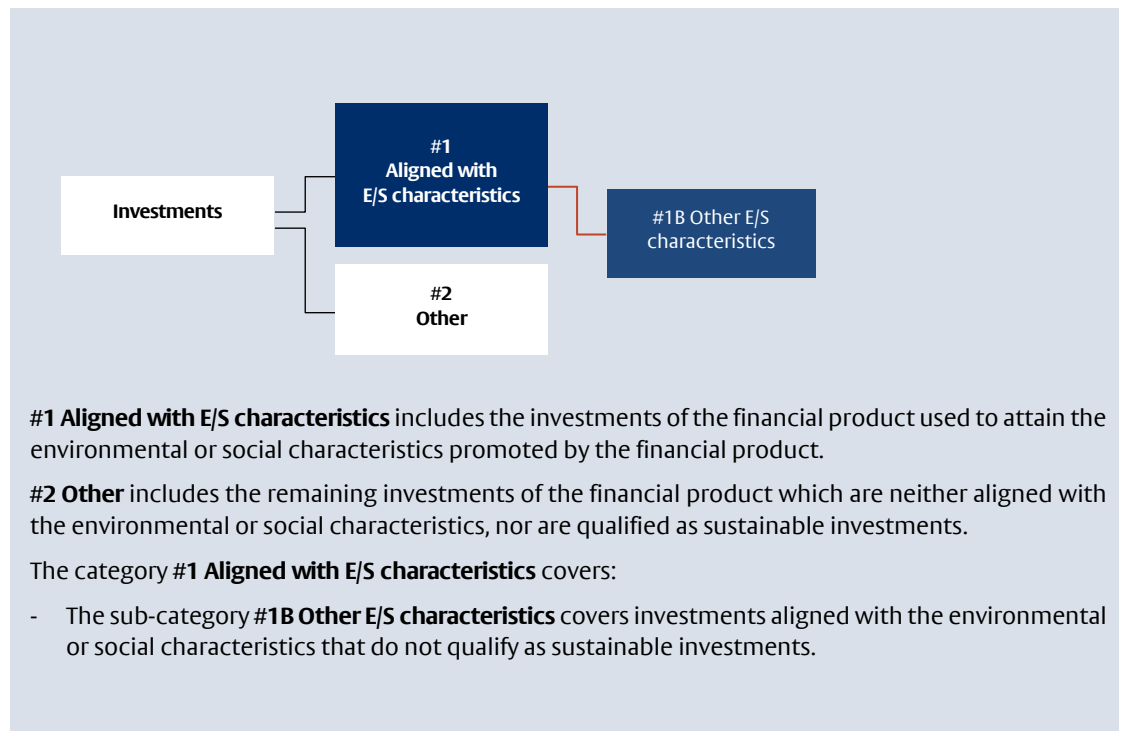 #1
Aligned with
E/S characteristics
Investments
#1B Other E/S
characteristics
#2
Other
#1 Aligned with E/S characteristics includes the investments of the financial product used to attain the
environmental or social characteristics promoted by the financial product.
#2 Other includes the remaining investments of the financial product which are neither aligned with
the environmental or social characteristics, nor are qualified as sustainable investments.
The category #1 Aligned with E/S characteristics covers:
- The sub-category #1B Other E/S characteristics covers investments aligned with the environmental
or social characteristics that do not qualify as sustainable investments.